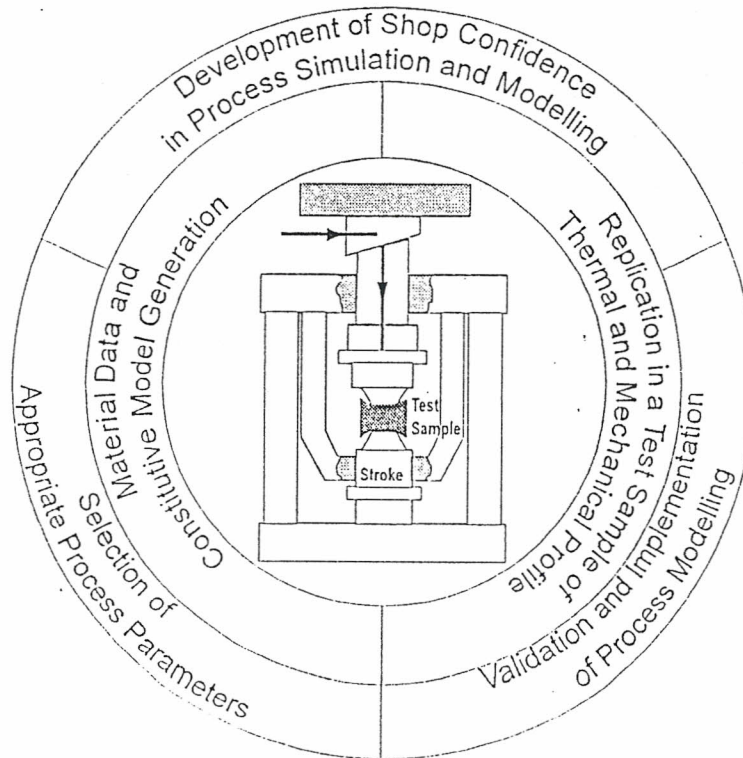 Development of Shop Confidence
in Process Simulation and Modelling
Material Data and
Constitutive Model Generation
Replication in a Test Sample of
Thermal and Mechanical Profile
Test
Sample
Stroke
Selection of
Appropriate Process Parameters
Validation and Implementation
of Process Modelling